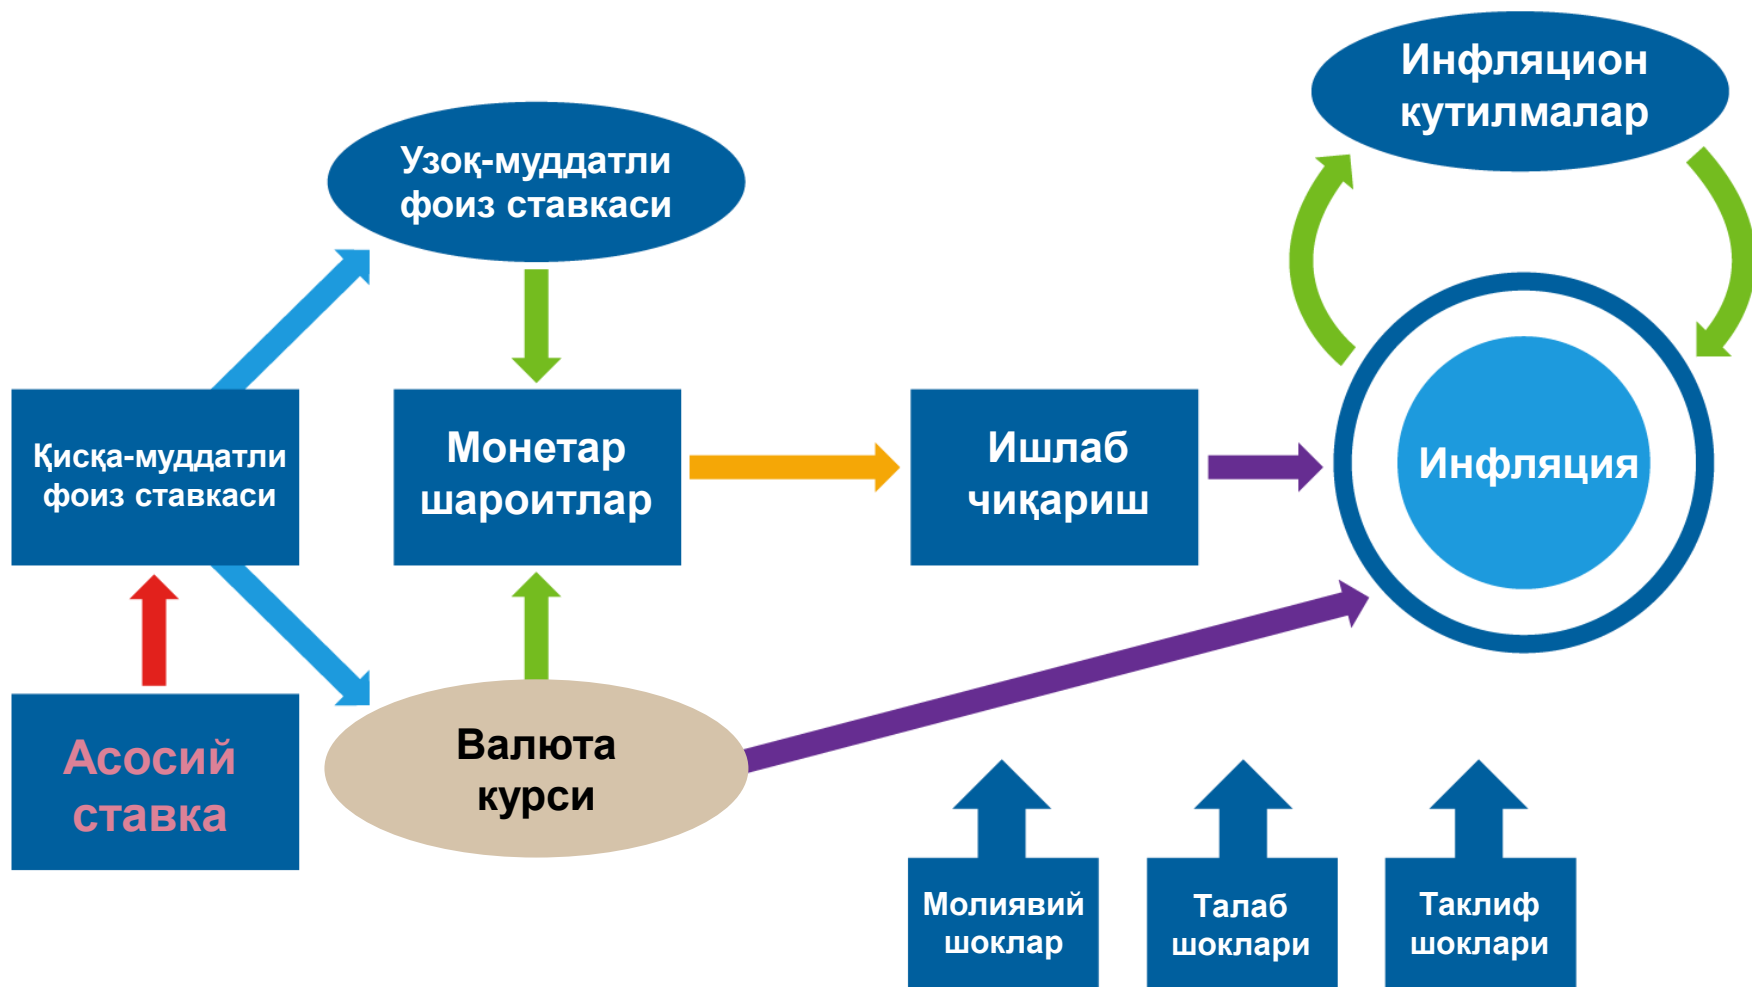 Инфляцион
кутилмалар
Узоқ-муддатли
фоиз ставкаси
Қисқа-муддатли
фоиз ставкаси
Монетар
шароитлар
Ишлаб
чиқариш
Инфляция
Асосий
ставка
Валюта
курси
Молиявий
шоклар
Талаб
шоклари
Таклиф
шоклари